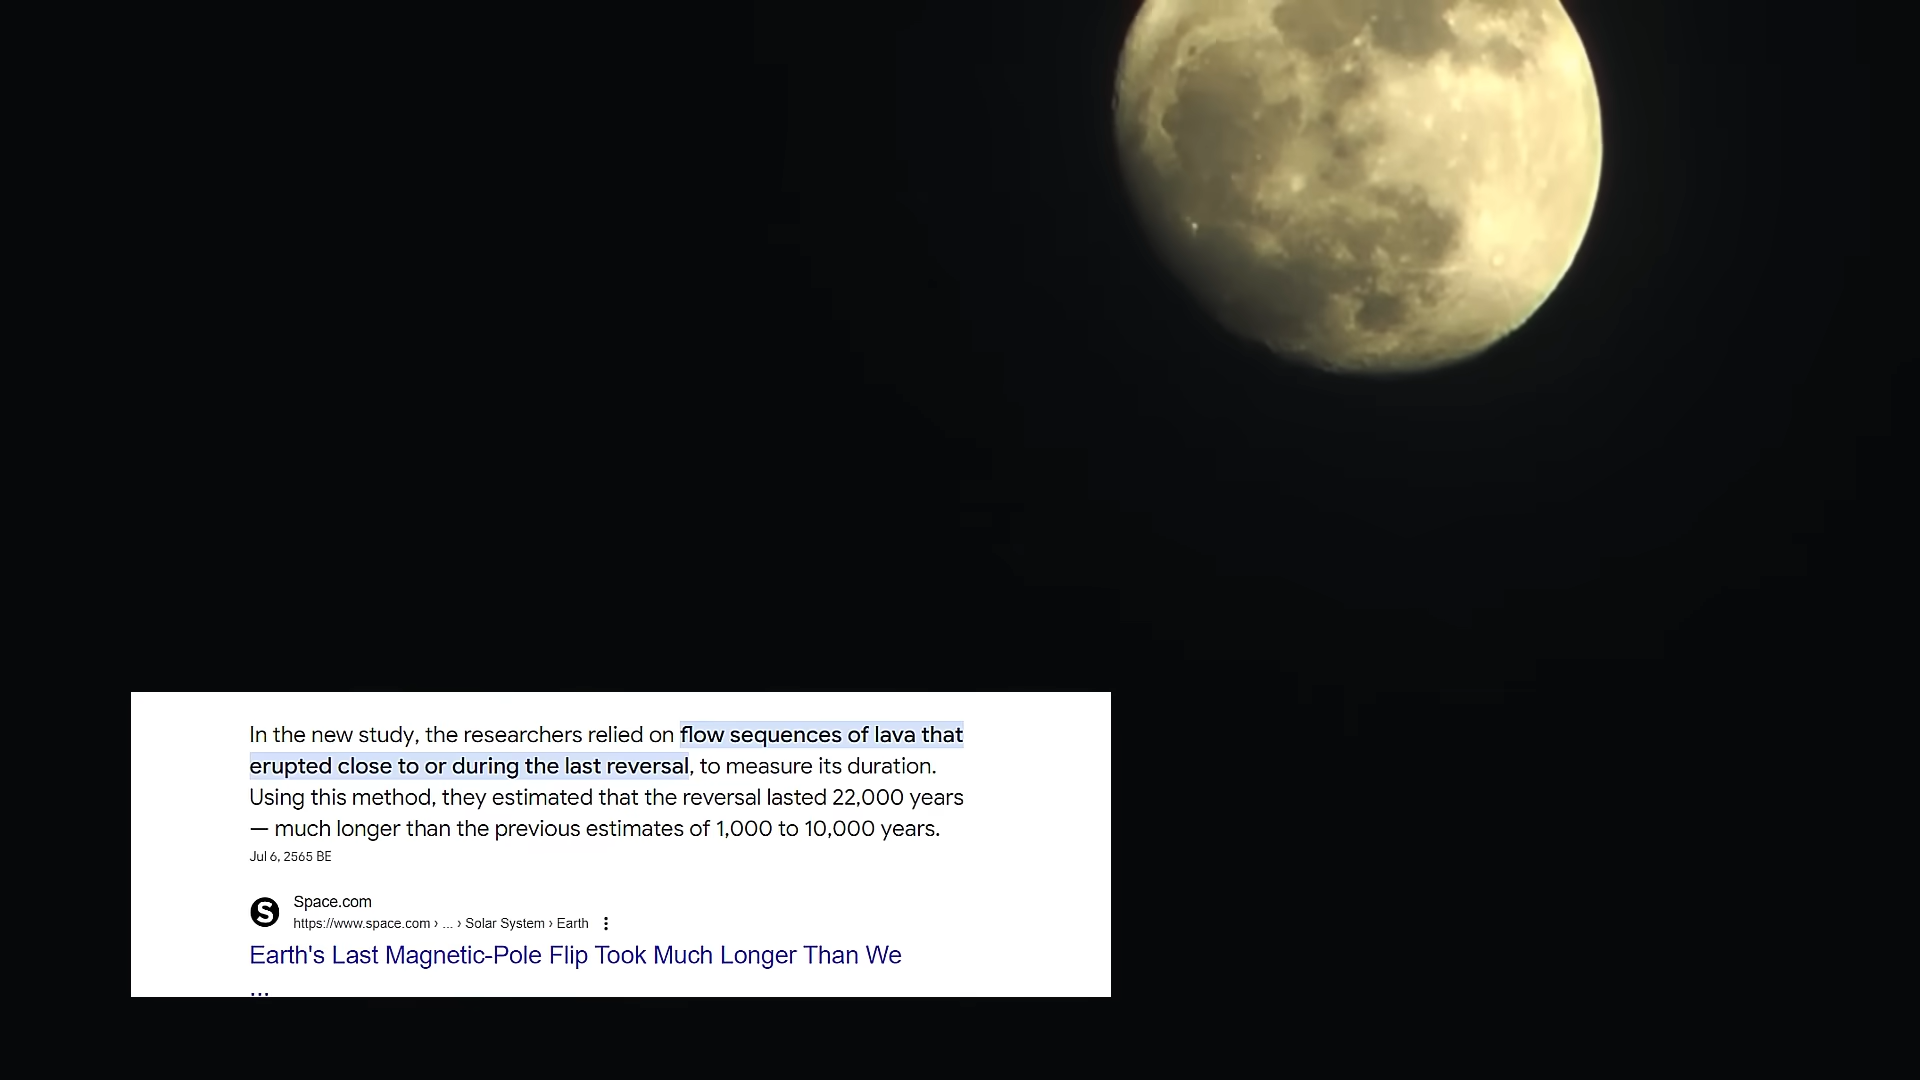 In the new study, the researchers relied on flow sequences of lava that
erupted close to or during the last reversal, to measure its duration.
Using this method, they estimated that the reversal lasted 22,000 years
— much longer than the previous estimates of 1,000 to 10,000 years.
Jul 6, 2565 BE
S
Space.com
https://www.space.com › ... › Solar System › Earth
Earth's Last Magnetic-Pole Flip Took Much Longer Than We
...